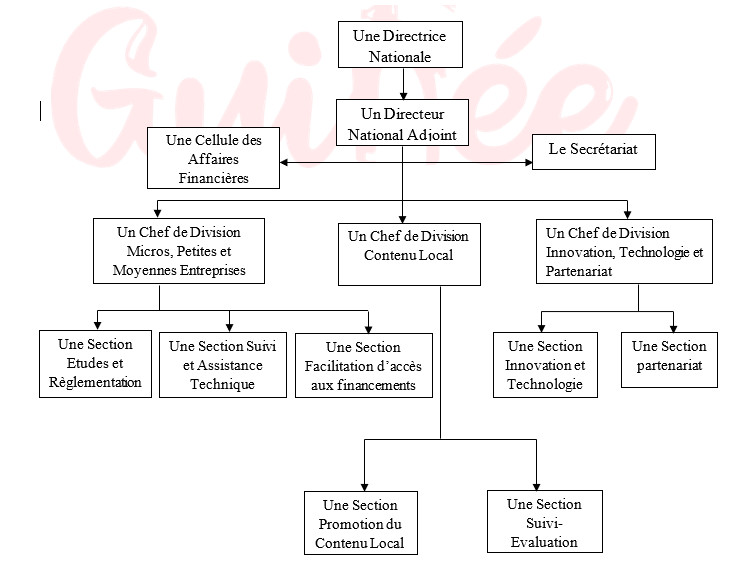 Guinée
Une Directrice
Nationale
Un Directeur
National Adjoint
Une Cellule des
Affaires
Financières
Le Secrétariat
Un Chef de Division
Micros, Petites et
Moyennes Entreprises
Un Chef de Division
Contenu Local
Un Chef de Division
Innovation, Technologie et
Partenariat
Une Section
Etudes et
Règlementation
Une Section Suivi
et Assistance
Technique
Une Section
Facilitation d’accès
aux financements
Une Section
Innovation et
Technologie
Une Section
partenariat
Une Section
Promotion du
Contenu Local
Une Section
Suivi-
Evaluation